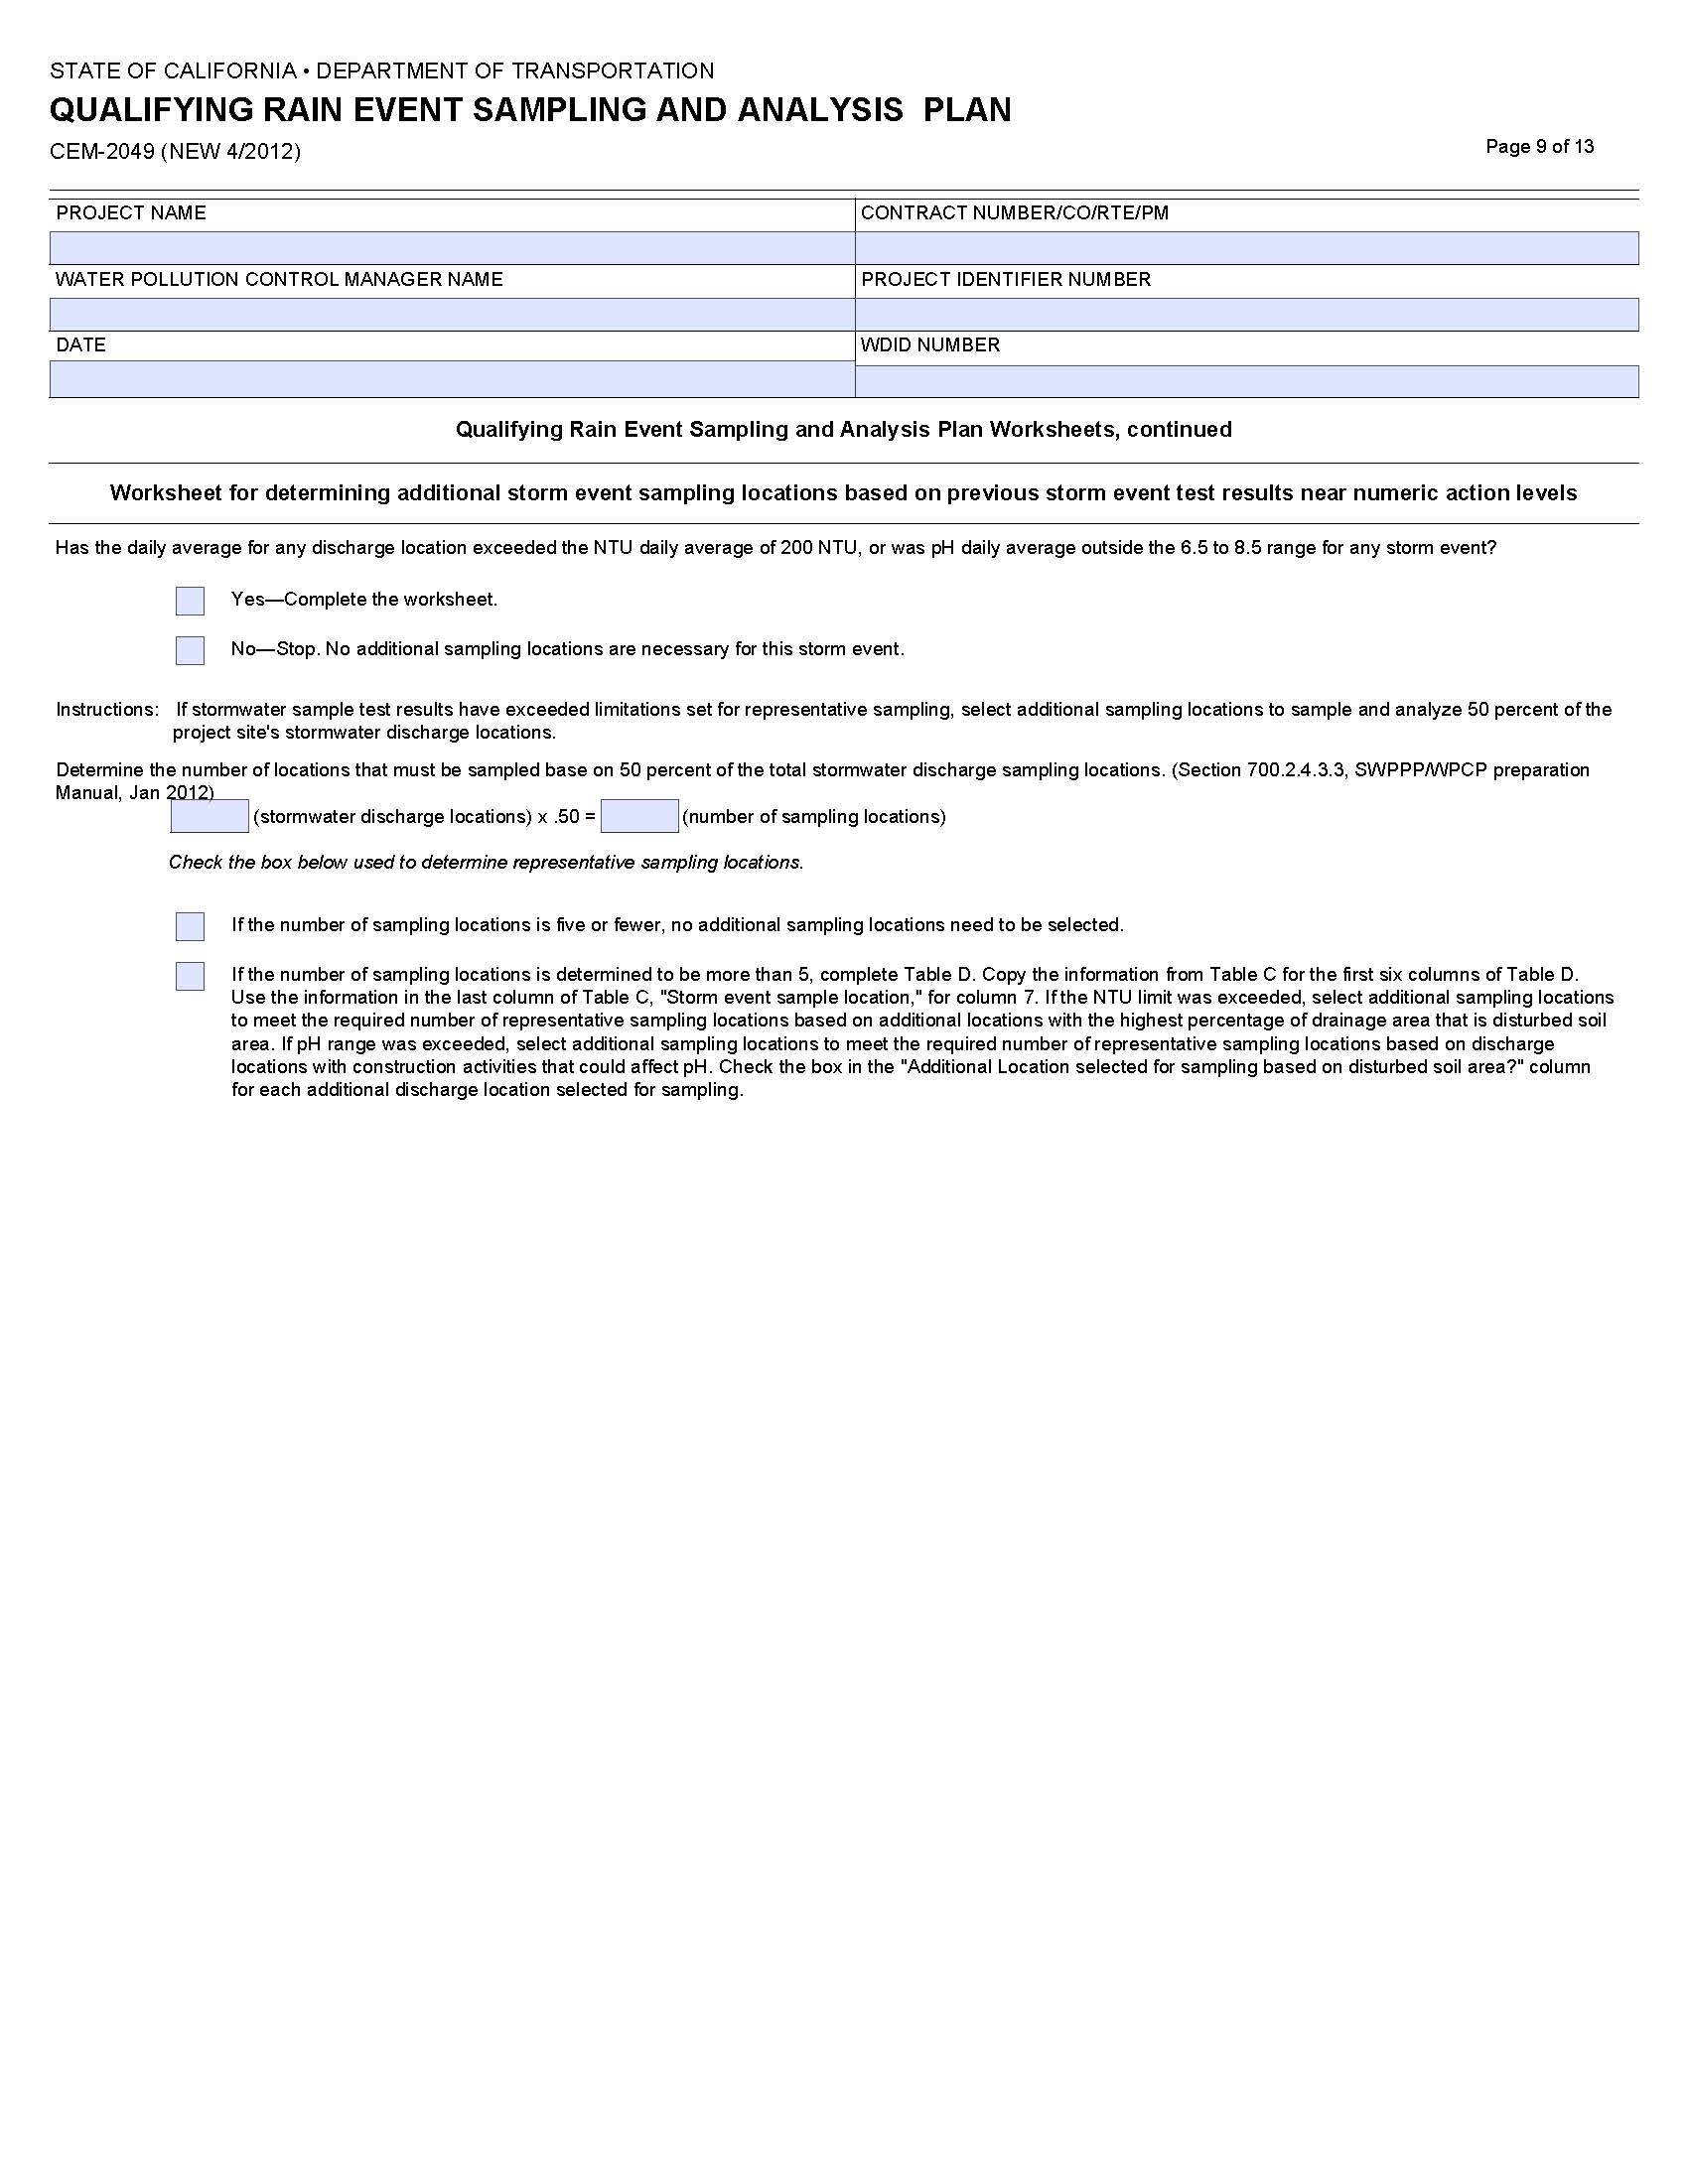 STATE OF CALIFORNIA • DEPARTMENT OF TRANSPORTATION
QUALIFYING RAIN EVENT SAMPLING AND ANALYSIS PLAN
CEM-2049 (NEW 4/2012)
Page 9 of 13
PROJECT NAME
CONTRACT NUMBER/CO/RTE/PM
WATER POLLUTION CONTROL MANAGER NAME
PROJECT IDENTIFIER NUMBER
DATE
WDID NUMBER
Qualifying Rain Event Sampling and Analysis Plan Worksheets, continued
Worksheet for determining additional storm event sampling locations based on previous storm event test results near numeric action levels
Has the daily average for any discharge location exceeded the NTU daily average of 200 NTU, or was pH daily average outside the 6.5 to 8.5 range for any storm event?
Yes—Complete the worksheet.
No—Stop. No additional sampling locations are necessary for this storm event.
Instructions: If stormwater sample test results have exceeded limitations set for representative sampling, select additional sampling locations to sample and analyze 50 percent of the
project site's stormwater discharge locations.
Determine the number of locations that must be sampled base on 50 percent of the total stormwater discharge sampling locations. (Section 700.2.4.3.3, SWPPP/WPCP preparation
Manual, Jan 2012)
(stormwater discharge locations) x .50 = (number of sampling locations)
Check the box below used to determine representative sampling locations.
If the number of sampling locations is five or fewer, no additional sampling locations need to be selected.
If the number of sampling locations is determined to be more than 5, complete Table D. Copy the information from Table C for the first six columns of Table D.
Use the information in the last column of Table C, "Storm event sample location," for column 7. If the NTU limit was exceeded, select additional sampling locations
to meet the required number of representative sampling locations based on additional locations with the highest percentage of drainage area that is disturbed soil
area. If pH range was exceeded, select additional sampling locations to meet the required number of representative sampling locations based on discharge
locations with construction activities that could affect pH. Check the box in the "Additional Location selected for sampling based on disturbed soil area?" column
for each additional discharge location selected for sampling.